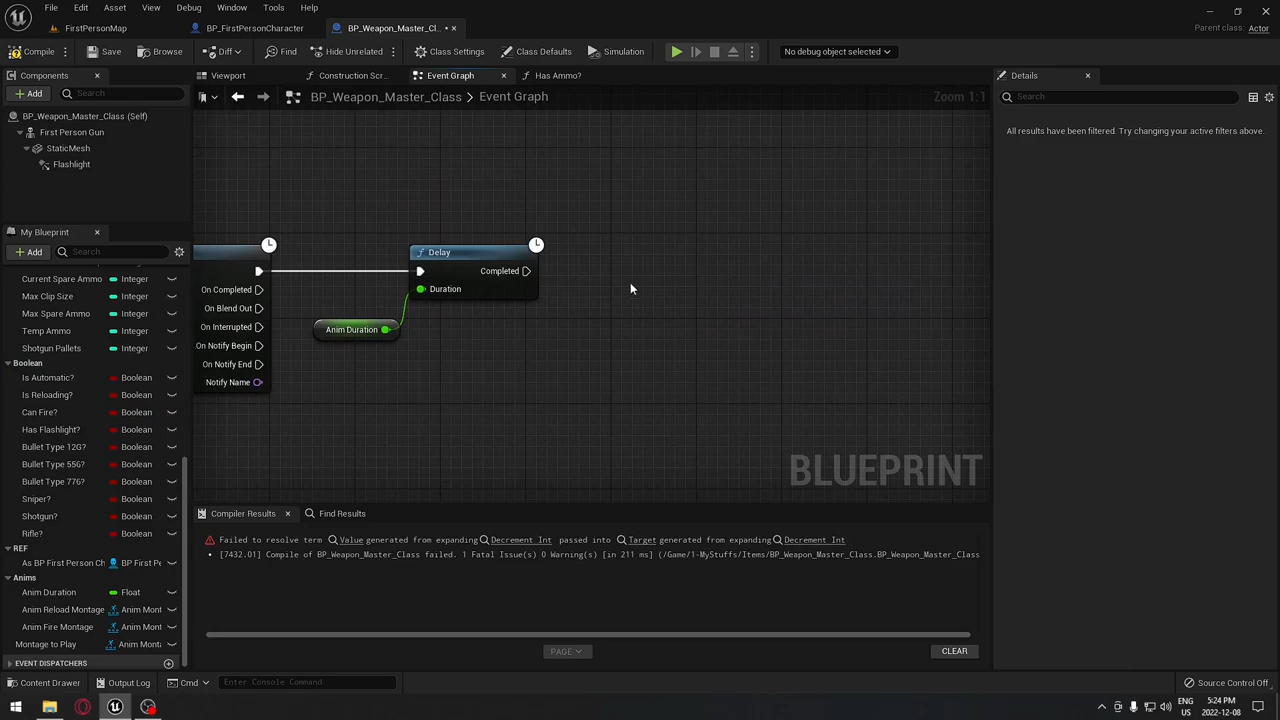 File Edit Asset View Debug Window Tools Help
FirstPersonMap
BP_FirstPersonCharacter
BP_Weapon_Master_Cl...
Parent class: Actor
Compile
Save
Browse
Diff
Find
Hide Unrelated
Class Settings
Class Defaults
Simulation
No debug object selected
Components
Add
Search
BP_Weapon_Master_Class (Self)
First Person Gun
StaticMesh
Flashlight
Viewport
Construction Scr...
Event Graph
Has Ammo?
BP_Weapon_Master_Class > Event Graph
Zoom 1:1
Details
Search
All results have been filtered. Try changing your active filters above.
My Blueprint
Add
Search
Current Spare Ammo Integer
Max Clip Size Integer
Max Spare Ammo Integer
Temp Ammo Integer
Shotgun Pallets Integer
Boolean
Is Automatic? Boolean
Is Reloading? Boolean
Can Fire? Boolean
Has Flashlight? Boolean
Bullet Type 12G? Boolean
Bullet Type 556? Boolean
Bullet Type 776? Boolean
Sniper? Boolean
Shotgun? Boolean
Rifle? Boolean
REF
As BP First Person Ch BP First Pe
Anims
Anim Duration Float
Anim Reload Montage Anim Mont
Anim Fire Montage Anim Mont
Montage to Play Anim Mont
EVENT DISPATCHERS
On Completed
On Blend Out
On Interrupted
On Notify Begin
On Notify End
Notify Name
Delay
Completed
Duration
Anim Duration
BLUEPRINT
Compiler Results
Find Results
Failed to resolve term Value generated from expanding Decrement_Int passed into Target generated from expanding Decrement_Int
[7432.01] Compile of BP_Weapon_Master_Class failed. 1 Fatal Issue(s) 0 Warning(s) [in 211 ms] (/Game/1-MyStuffs/Items/BP_Weapon_Master_Class.BP_Weapon_Master_Class
PAGE
CLEAR
Content Drawer
Output Log
Cmd
Enter Console Command
Source Control Off
ENG
US
5:24 PM
2022-12-08